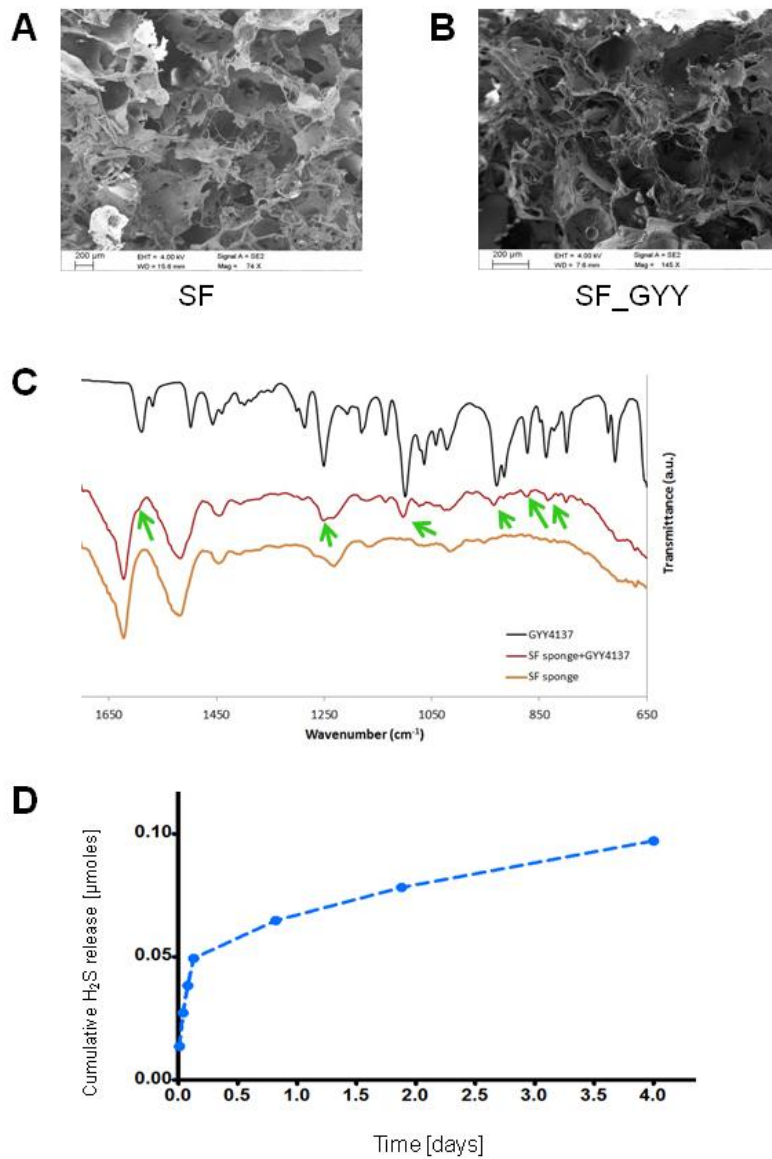 A
B
200 µm
EHT = 4.00 kV
Signal A = SE2
WD = 15.6 mm
Mag = 74 X
200 µm
EHT = 4.00 kV
Signal A = SE2
WD = 7.6 mm
Mag = 145 X
SF
SF_GYY
C
Transmittance (a.u.)
GYY4137
SF sponge+GYY4137
SF sponge
1650 1450 1250 1050 850 650
Wavenumber (cm⁻¹)
D
Cumulative H₂S release [µmoles]
0.10
0.05
0.00
0.0 0.5 1.0 1.5 2.0 2.5 3.0 3.5 4.0
Time [days]